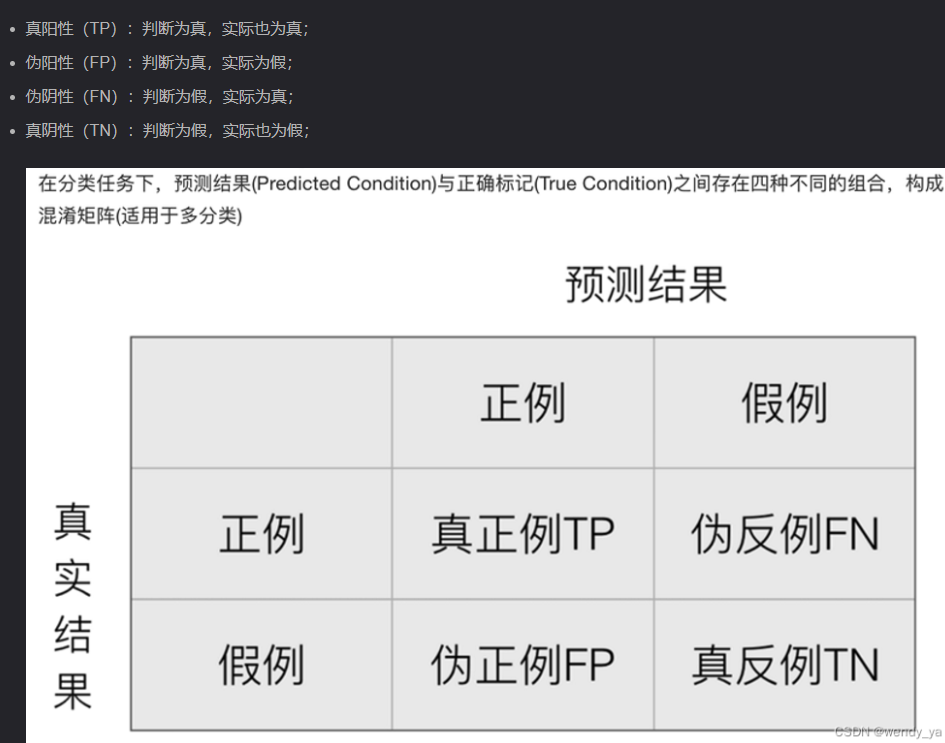 真阳性（TP）：判断为真，实际也为真；
伪阳性（FP）：判断为真，实际为假；
伪阴性（FN）：判断为假，实际为真；
真阴性（TN）：判断为假，实际也为假；
在分类任务下，预测结果(Predicted Condition)与正确标记(True Condition)之间存在四种不同的组合，构成
混淆矩阵(适用于多分类)
预测结果
正例 假例
真实结果
正例 真正例TP 伪反例FN
假例 伪正例FP 真反例TN
CSDN @wendy_ya